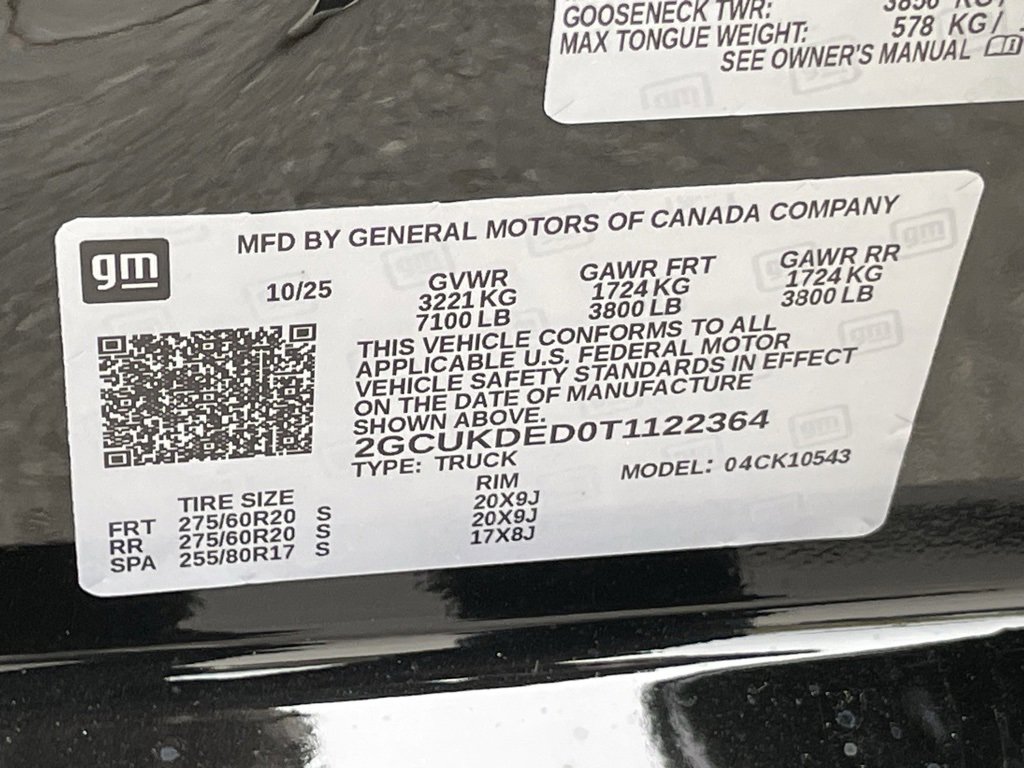 GOOSENECK TWR:
MAX TONGUE WEIGHT: 578 KG/
SEE OWNER'S MANUAL
gm
MFD BY GENERAL MOTORS OF CANADA COMPANY
10/25 GVWR GAWR FRT GAWR RR
3221 KG 1724 KG 1724 KG
7100 LB 3800 LB 3800 LB
THIS VEHICLE CONFORMS TO ALL
APPLICABLE U.S. FEDERAL MOTOR
VEHICLE SAFETY STANDARDS IN EFFECT
ON THE DATE OF MANUFACTURE
SHOWN ABOVE.
2GCUKDED0T1122364
TYPE: TRUCK MODEL: 04CK10543
TIRE SIZE RIM
FRT 275/60R20 S 20X9J
RR 275/60R20 S 20X9J
SPA 255/80R17 S 17X8J